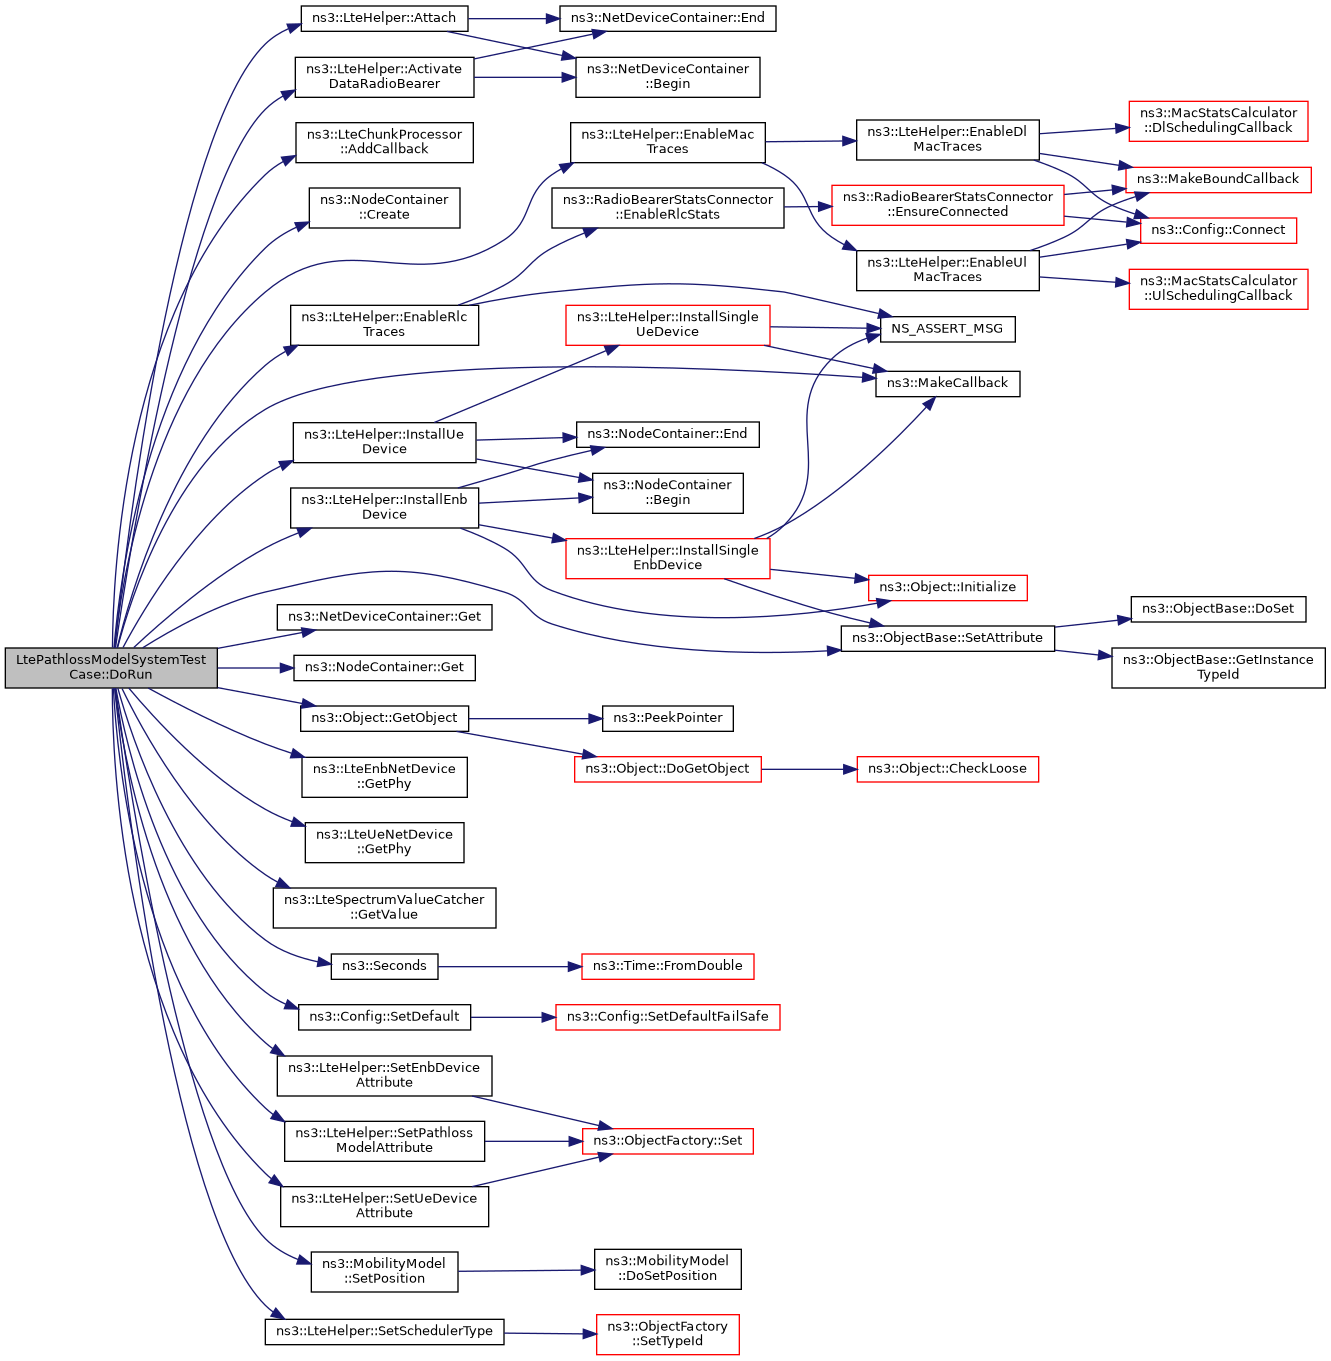 LtePathlossModelSystemTest
Case::DoRun
ns3::LteHelper::Attach
ns3::LteHelper::Activate
DataRadioBearer
ns3::LteChunkProcessor
::AddCallback
ns3::NodeContainer
::Create
ns3::LteHelper::EnableRlc
Traces
ns3::LteHelper::InstallUe
Device
ns3::LteHelper::InstallEnb
Device
ns3::NetDeviceContainer::Get
ns3::NodeContainer::Get
ns3::Object::GetObject
ns3::LteEnbNetDevice
::GetPhy
ns3::LteUeNetDevice
::GetPhy
ns3::LteSpectrumValueCatcher
::GetValue
ns3::Seconds
ns3::Config::SetDefault
ns3::LteHelper::SetEnbDevice
Attribute
ns3::LteHelper::SetPathloss
ModelAttribute
ns3::LteHelper::SetUeDevice
Attribute
ns3::MobilityModel
::SetPosition
ns3::LteHelper::SetSchedulerType
ns3::NetDeviceContainer::End
ns3::NetDeviceContainer
::Begin
ns3::LteHelper::EnableMac
Traces
ns3::RadioBearerStatsConnector
::EnableRlcStats
ns3::LteHelper::InstallSingle
UeDevice
ns3::NodeContainer::End
ns3::NodeContainer
::Begin
ns3::LteHelper::InstallSingle
EnbDevice
ns3::PeekPointer
ns3::Object::DoGetObject
ns3::Time::FromDouble
ns3::Config::SetDefaultFailSafe
ns3::ObjectFactory::Set
ns3::MobilityModel
::DoSetPosition
ns3::ObjectFactory
::SetTypeId
ns3::LteHelper::EnableDl
MacTraces
ns3::RadioBearerStatsConnector
::EnsureConnected
ns3::LteHelper::EnableUl
MacTraces
NS_ASSERT_MSG
ns3::MakeCallback
ns3::Object::Initialize
ns3::ObjectBase::SetAttribute
ns3::Object::CheckLoose
ns3::MacStatsCalculator
::DlSchedulingCallback
ns3::MakeBoundCallback
ns3::Config::Connect
ns3::MacStatsCalculator
::UlSchedulingCallback
ns3::ObjectBase::DoSet
ns3::ObjectBase::GetInstance
TypeId